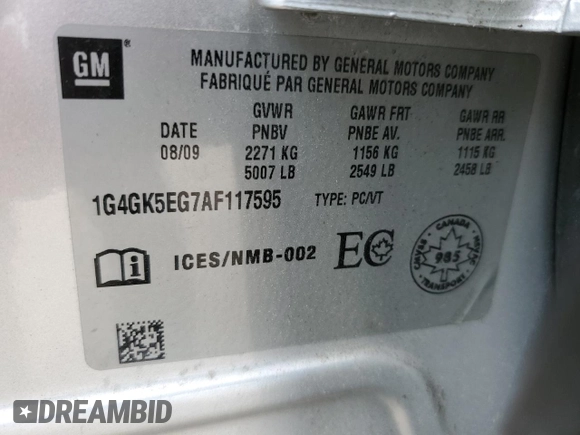 GM®
MANUFACTURED BY GENERAL MOTORS COMPANY
FABRIQUÉ PAR GENERAL MOTORS COMPANY
GVWR GAWR FRT GAWR RR
DATE PNBV PNBE AV. PNBE ARR.
08/09 2271 KG 1156 KG 1115 KG
5007 LB 2549 LB 2458 LB
1G4GK5EG7AF117595 TYPE: PC/VT
i ICES/NMB-002 EC
CANADA
985
TRANSPORT
DREAMBID